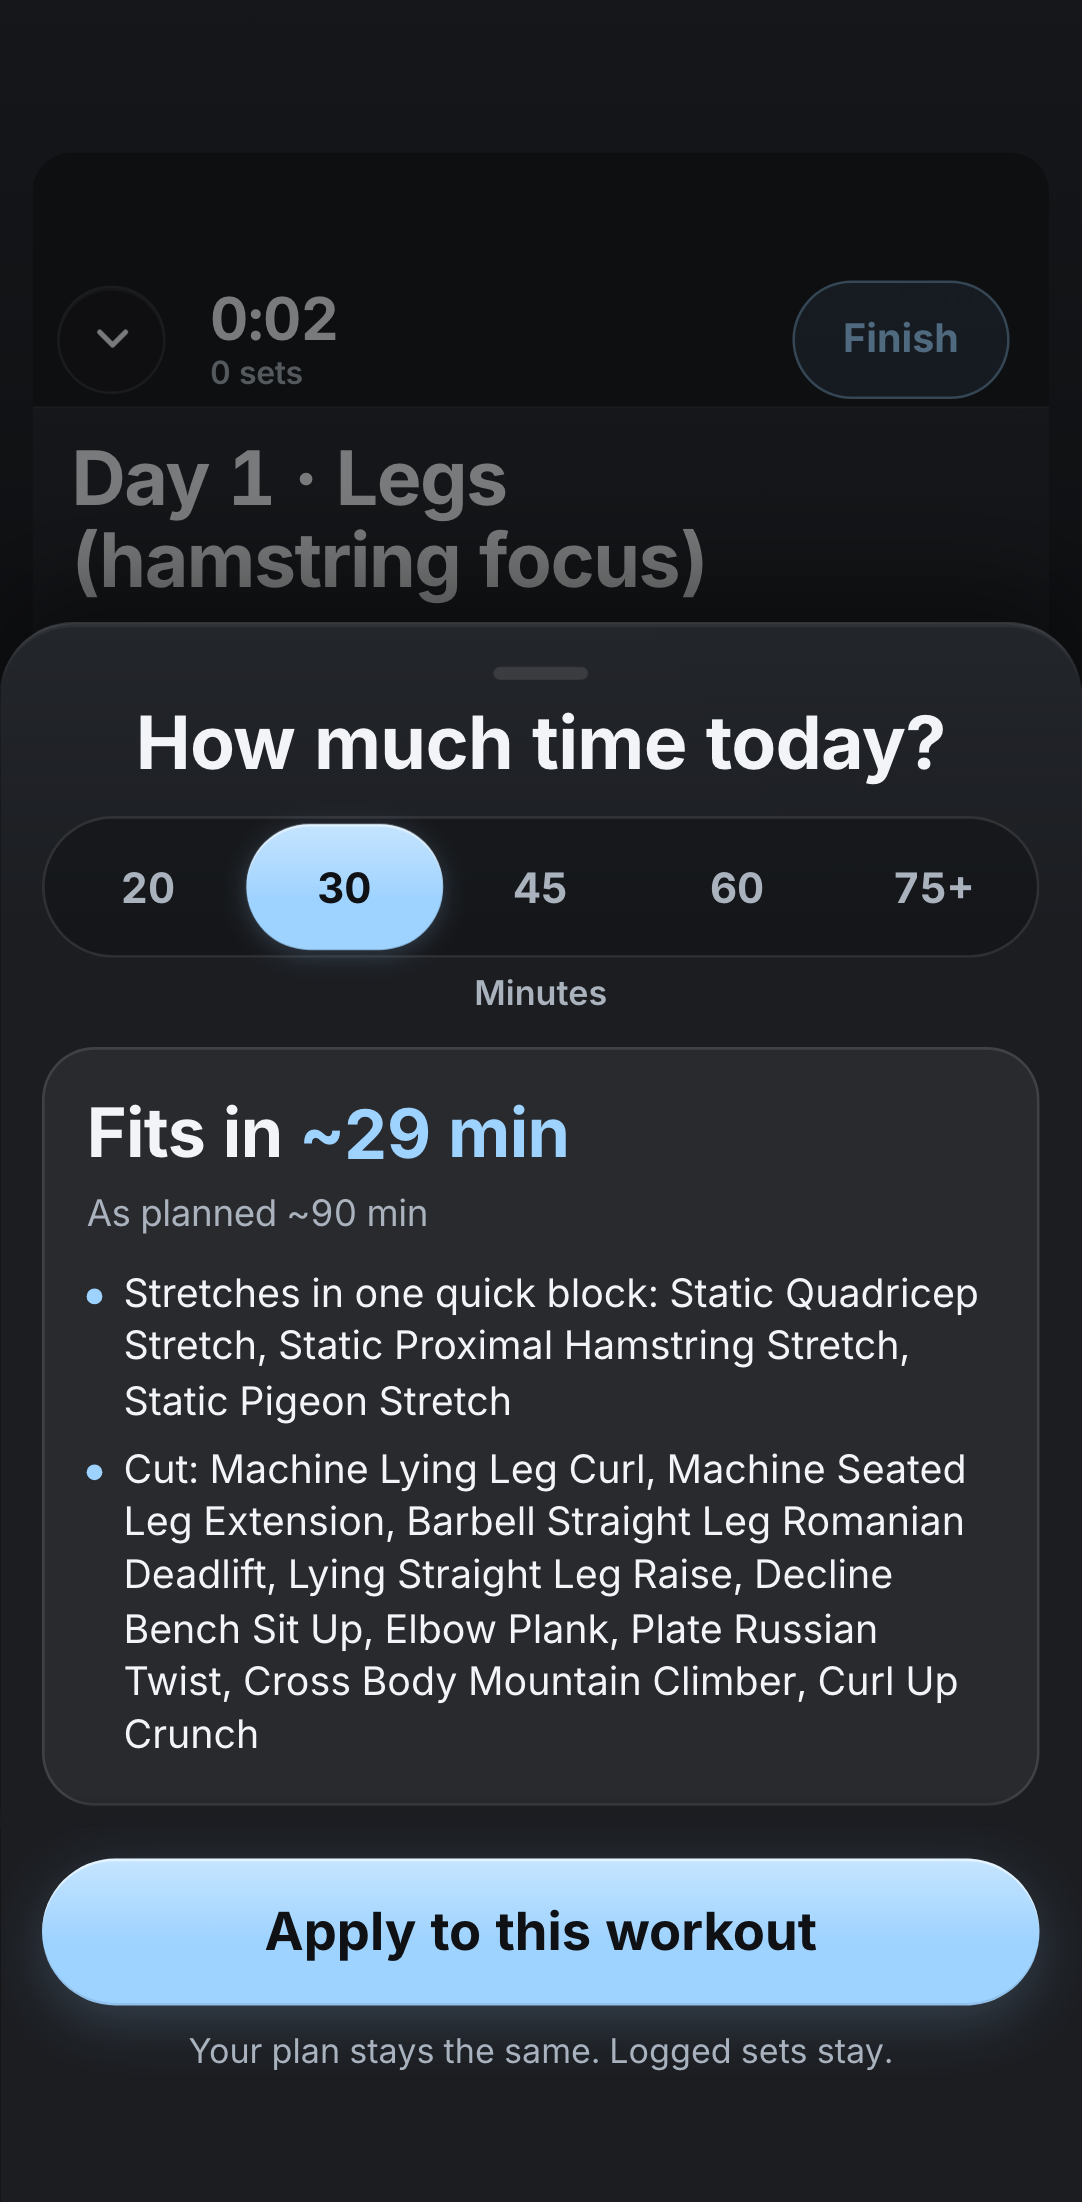 0:02
0 sets
Finish
Day 1 · Legs
(hamstring focus)
How much time today?
20 30 45 60 75+
Minutes
Fits in ~29 min
As planned ~90 min
• Stretches in one quick block: Static Quadricep
Stretch, Static Proximal Hamstring Stretch,
Static Pigeon Stretch
• Cut: Machine Lying Leg Curl, Machine Seated
Leg Extension, Barbell Straight Leg Romanian
Deadlift, Lying Straight Leg Raise, Decline
Bench Sit Up, Elbow Plank, Plate Russian
Twist, Cross Body Mountain Climber, Curl Up
Crunch
Apply to this workout
Your plan stays the same. Logged sets stay.